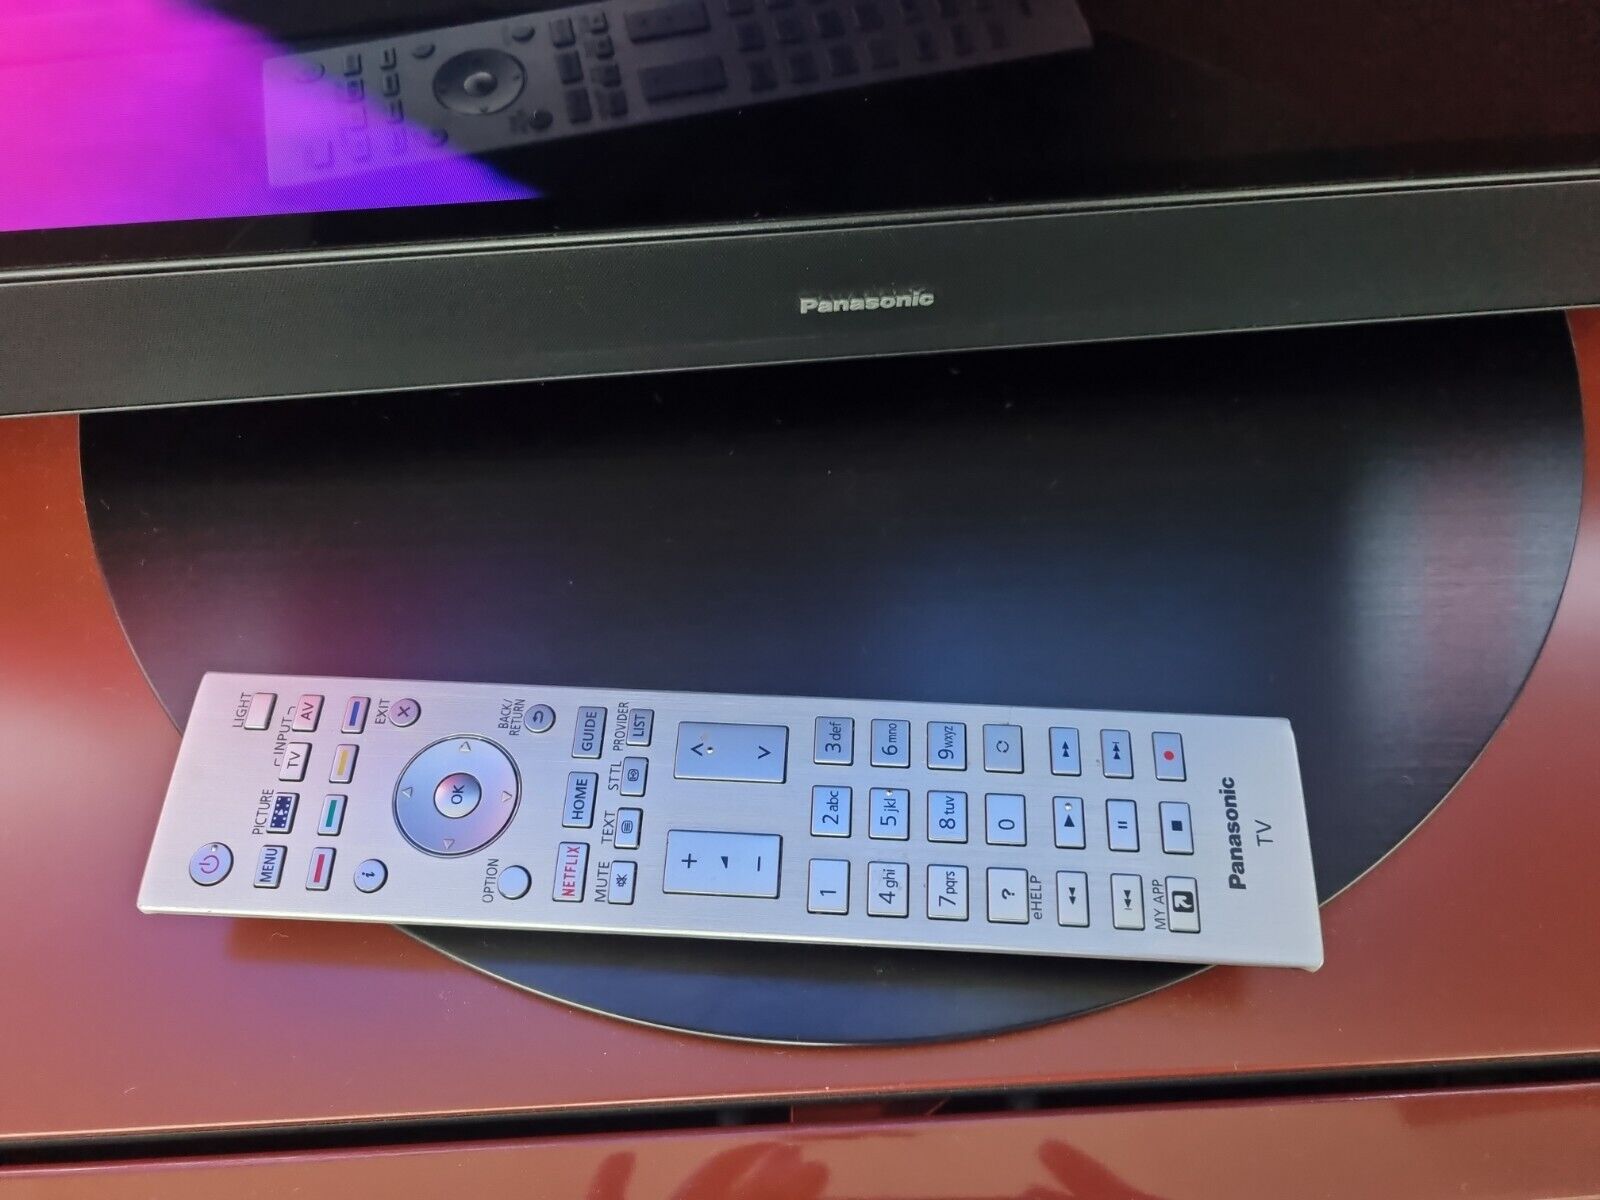 Panasonic
LIGHT
INPUT
TV
AV
PICTURE
MENU
EXIT
i
OK
BACK/
RETURN
OPTION
NETFLIX
HOME
GUIDE
MUTE
TEXT
STTL
PROVIDER
LIST
+
-
1
2 abc
3 def
4 ghi
5 jkl
6 mno
7 pqrs
8 tuv
9 wxyz
?
0
eHELP
MY APP
Panasonic
TV